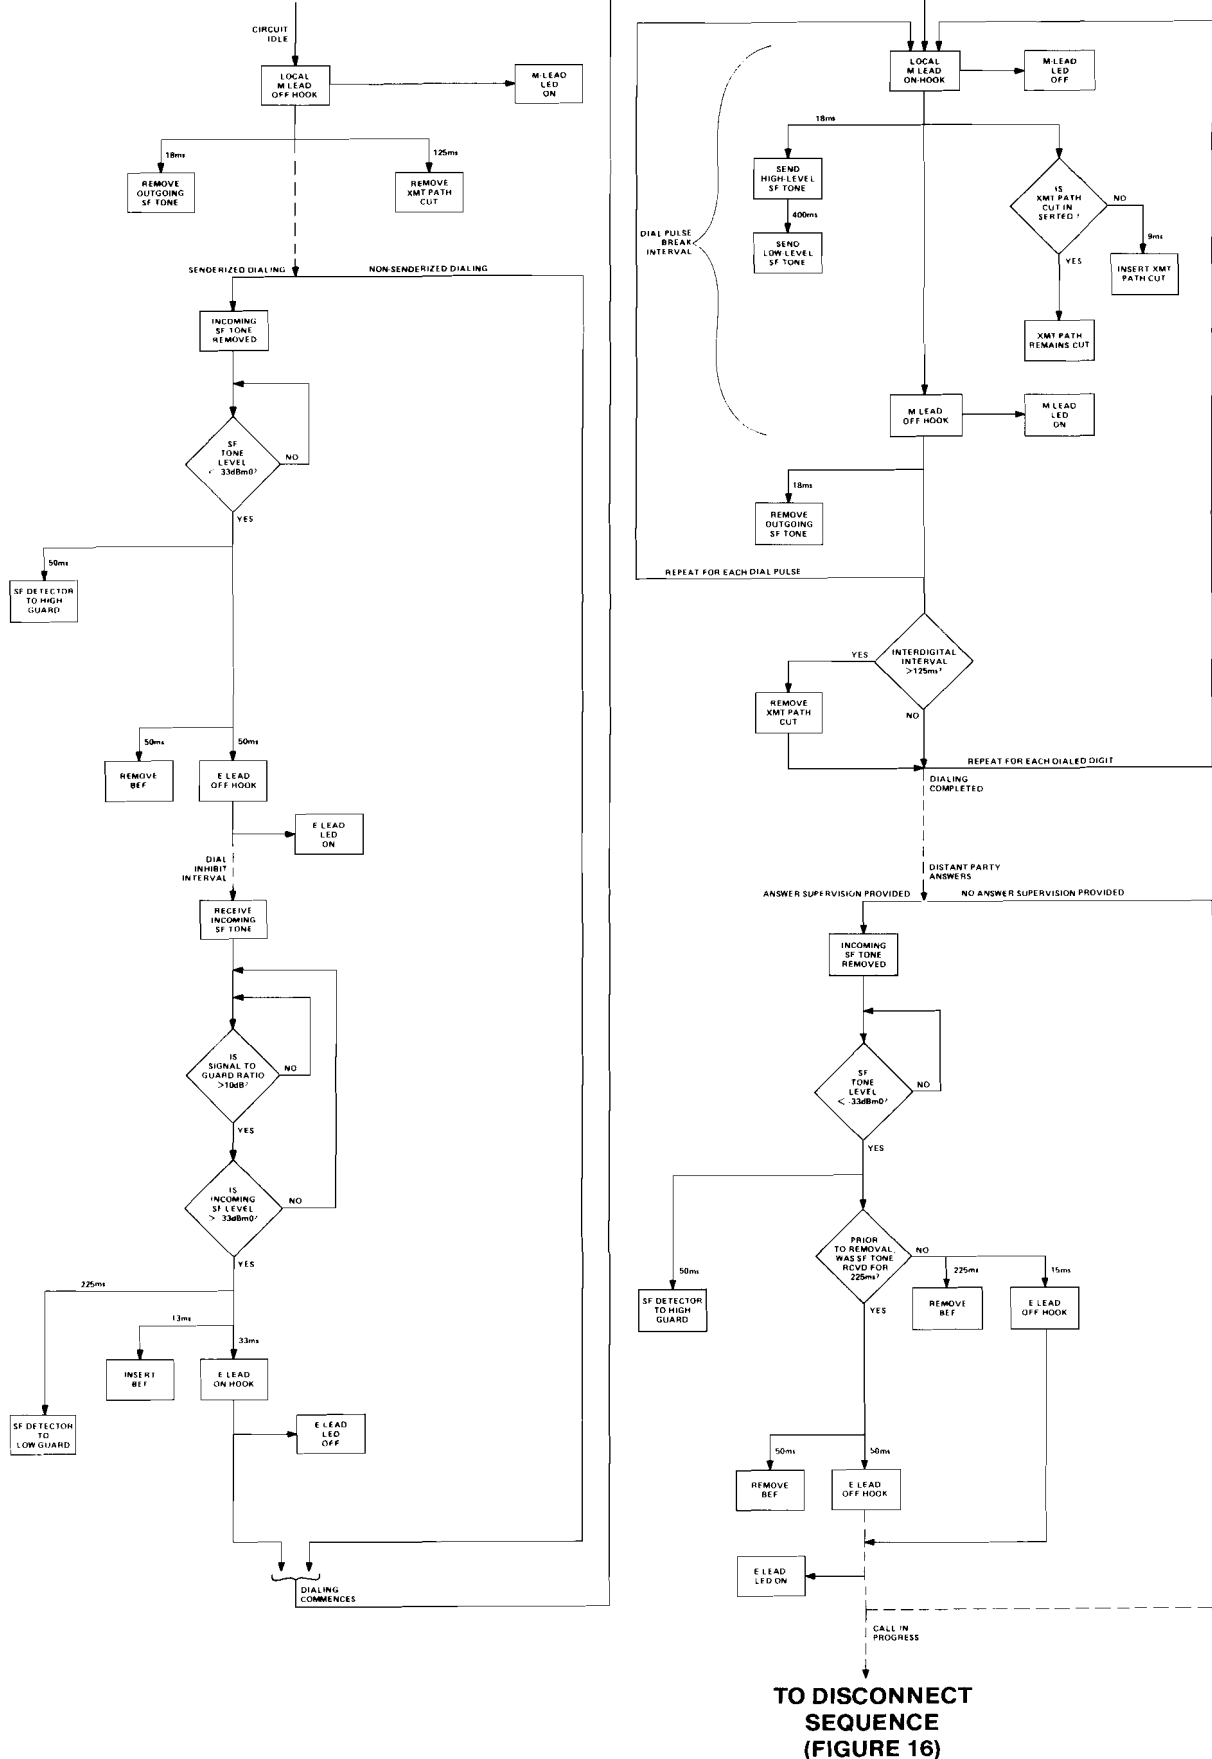 CIRCUIT
IDLE
LOCAL
M LEAD
OFF HOOK
M-LEAD
LED
ON
18ms
125ms
REMOVE
OUTGOING
SF TONE
REMOVE
XMT PATH
CUT
SENDERIZED DIALING
NON-SENDERIZED DIALING
INCOMING
SF TONE
REMOVED
SF
TONE
LEVEL
< -33dBm0?
NO
YES
50ms
SF DETECTOR
TO HIGH
GUARD
50ms
50ms
REMOVE
BEF
E LEAD
OFF HOOK
E LEAD
LED
ON
DIAL
INHIBIT
INTERVAL
RECEIVE
INCOMING
SF TONE
IS
SIGNAL TO
GUARD RATIO
>10dB?
NO
YES
IS
INCOMING
SF LEVEL
> -33dBm0?
NO
YES
225ms
13ms
33ms
INSERT
BEF
E LEAD
ON HOOK
SF DETECTOR
TO
LOW GUARD
E LEAD
LED
OFF
DIALING
COMMENCES
LOCAL
M LEAD
ON-HOOK
M-LEAD
LED
OFF
18ms
SEND
HIGH-LEVEL
SF TONE
400ms
SEND
LOW-LEVEL
SF TONE
IS
XMT PATH
CUT IN
SERTED?
NO
9ms
YES
INSERT XMT
PATH CUT
DIAL PULSE
BREAK
INTERVAL
XMT PATH
REMAINS CUT
M LEAD
OFF HOOK
M LEAD
LED
ON
18ms
REMOVE
OUTGOING
SF TONE
REPEAT FOR EACH DIAL PULSE
INTERDIGITAL
INTERVAL
>125ms?
YES
NO
REMOVE
XMT PATH
CUT
REPEAT FOR EACH DIALED DIGIT
DIALING
COMPLETED
DISTANT PARTY
ANSWERS
ANSWER SUPERVISION PROVIDED
NO ANSWER SUPERVISION PROVIDED
INCOMING
SF TONE
REMOVED
SF
TONE
LEVEL
< -33dBm0?
NO
YES
50ms
SF DETECTOR
TO HIGH
GUARD
PRIOR
TO REMOVAL,
WAS SF TONE
RCVD FOR
225ms?
NO
YES
225ms
15ms
REMOVE
BEF
E LEAD
OFF HOOK
50ms
50ms
REMOVE
BEF
E LEAD
OFF HOOK
E LEAD
LED ON
CALL IN
PROGRESS
TO DISCONNECT
SEQUENCE
(FIGURE 16)